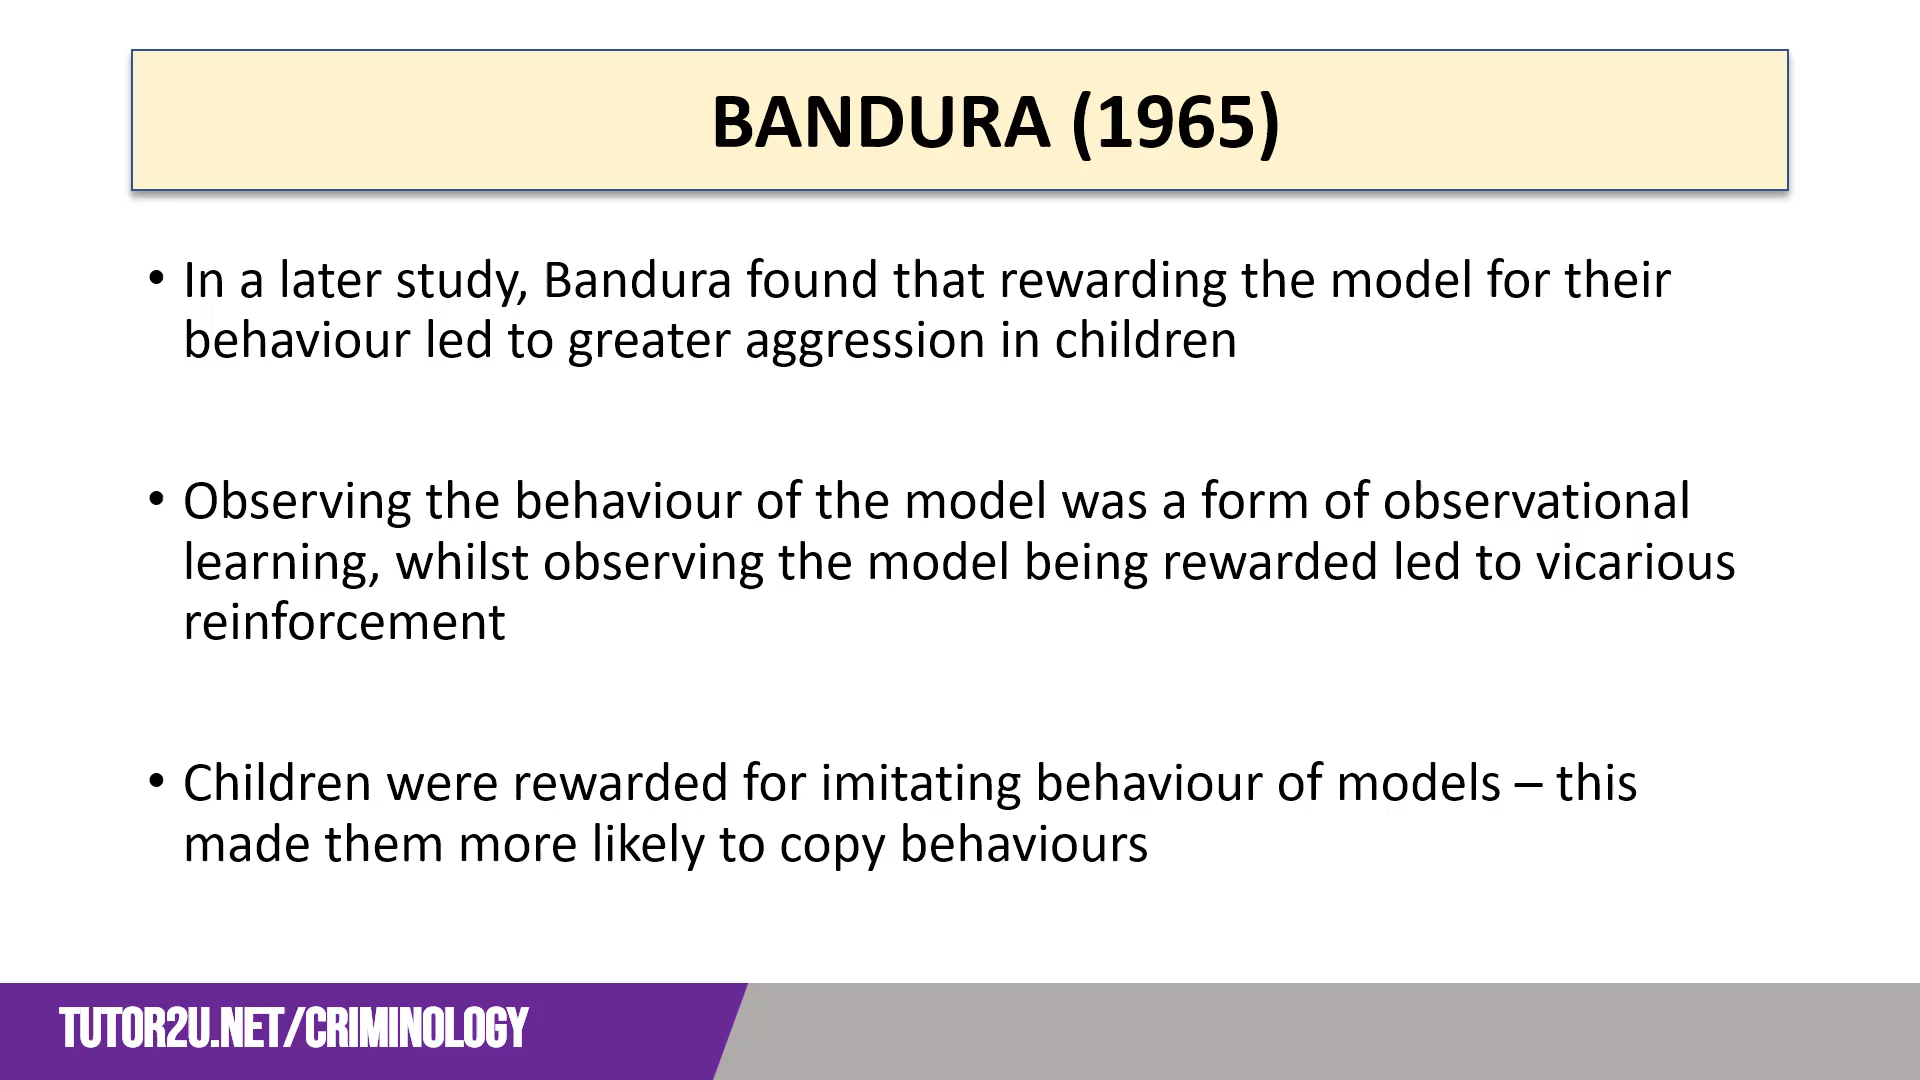 BANDURA (1965)
• In a later study, Bandura found that rewarding the model for their
behaviour led to greater aggression in children
• Observing the behaviour of the model was a form of observational
learning, whilst observing the model being rewarded led to vicarious
reinforcement
• Children were rewarded for imitating behaviour of models – this
made them more likely to copy behaviours
TUTOR2U.NET/CRIMINOLOGY